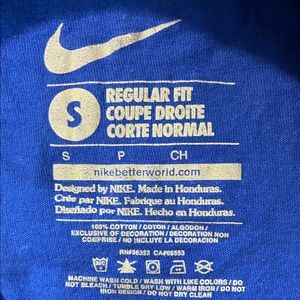 S
REGULAR FIT
COUPE DROITE
CORTE NORMAL
S P CH
nikebetterworld.com
Designed by NIKE. Made in Honduras.
Crée par NIKE. Fabrique au Honduras.
Diseñado por NIKE. Hecho en Honduras.
100% COTTON / COTON / ALGODON /
EXCLUSIVE OF DECORATION / DECORATION NON
COMPRISE / NO INCLUYE LA DECORACION
RN#56323 CA#05553
MACHINE WASH COLD / WASH WITH LIKE COLORS / DO
NOT BLEACH / TUMBLE DRY LOW / WARM IRON / DO NOT
IRON DESIGN / DO NOT DRY CLEAN